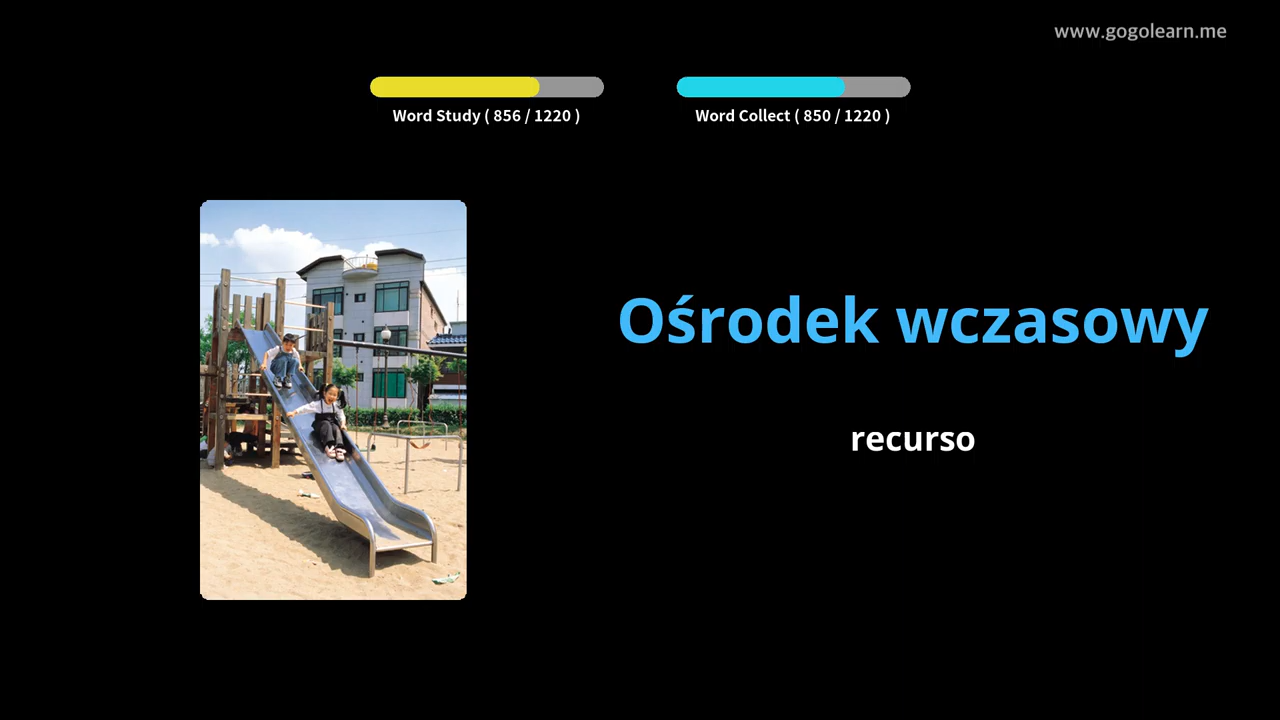 www.gogolearn.me
Word Study ( 856 / 1220 )
Word Collect ( 850 / 1220 )
Ośrodek wczasowy
recurso